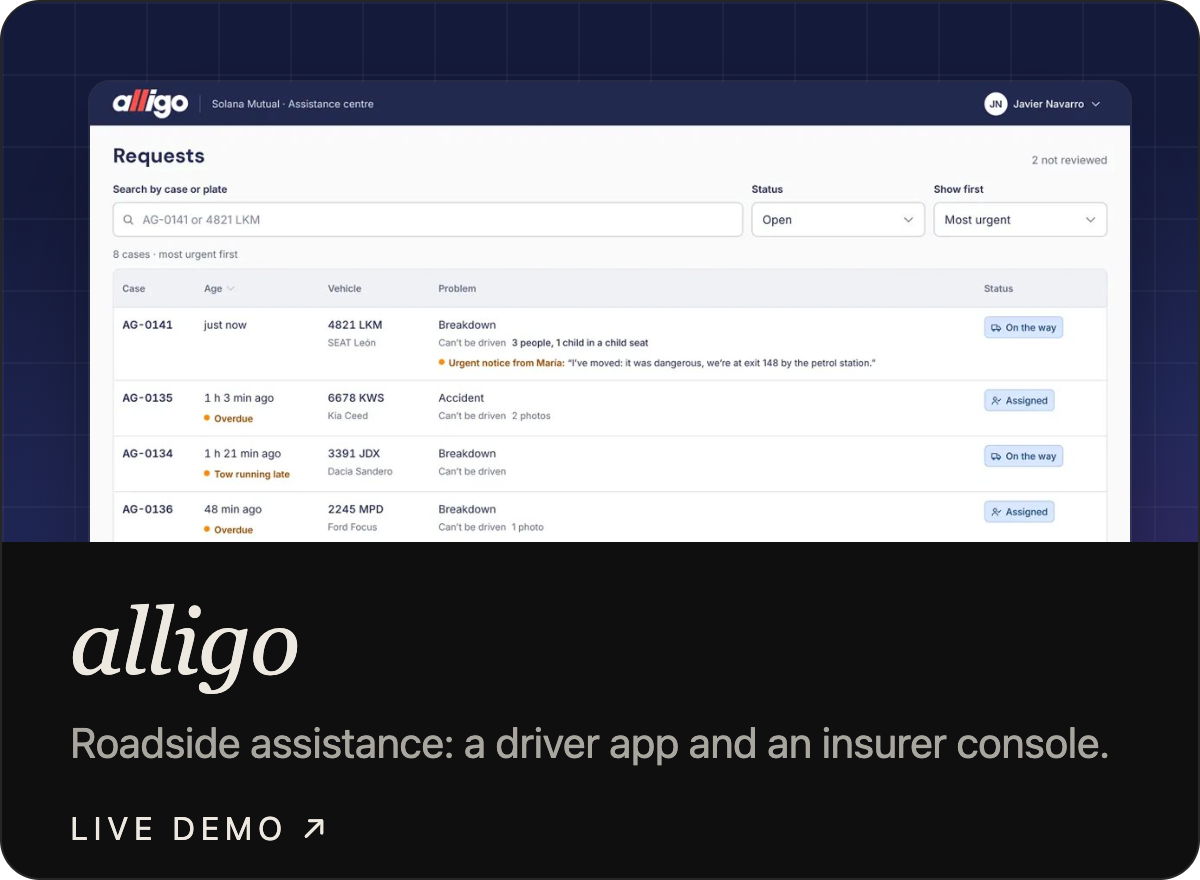 alligo Solana Mutual · Assistance centre JN Javier Navarro
Requests
2 not reviewed
Search by case or plate Status Show first
AG-0141 or 4821 LKM Open Most urgent
8 cases · most urgent first
Case Age Vehicle Problem Status
AG-0141 just now 4821 LKM Breakdown On the way
SEAT León Can't be driven 3 people, 1 child in a child seat
Urgent notice from María: “I've moved: it was dangerous, we're at exit 148 by the petrol station.”
AG-0135 1 h 3 min ago 6678 KWS Accident Assigned
Overdue Kia Ceed Can't be driven 2 photos
AG-0134 1 h 21 min ago 3391 JDX Breakdown On the way
Tow running late Dacia Sandero Can't be driven
AG-0136 48 min ago 2245 MPD Breakdown Assigned
Overdue Ford Focus Can't be driven 1 photo
alligo
Roadside assistance: a driver app and an insurer console.
LIVE DEMO ↗